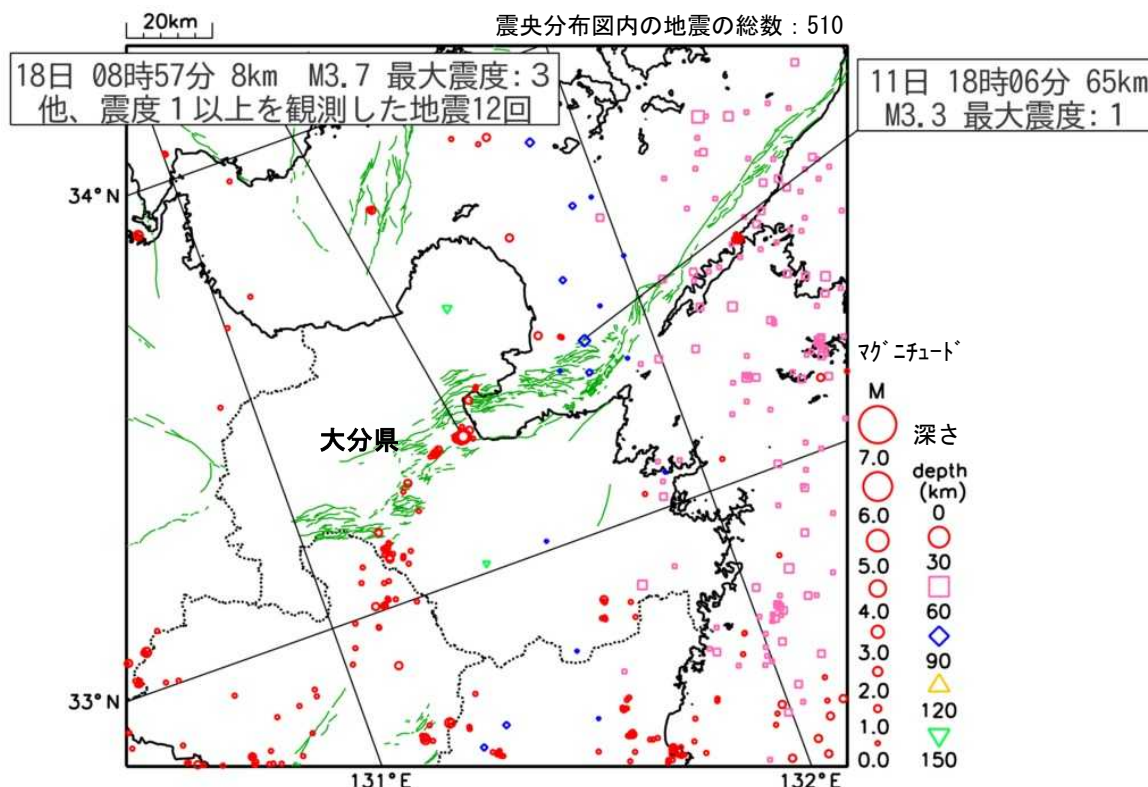 20km
震央分布図内の地震の総数：510
18日 08時57分 8km M3.7 最大震度：3
他、震度１以上を観測した地震12回
11日 18時06分 65km
M3.3 最大震度：1
34°N
大分県
33°N
131°E
132°E
マグニチュード
M
7.0
6.0
5.0
4.0
3.0
2.0
1.0
0.0
深さ
depth
(km)
0
30
60
90
120
150